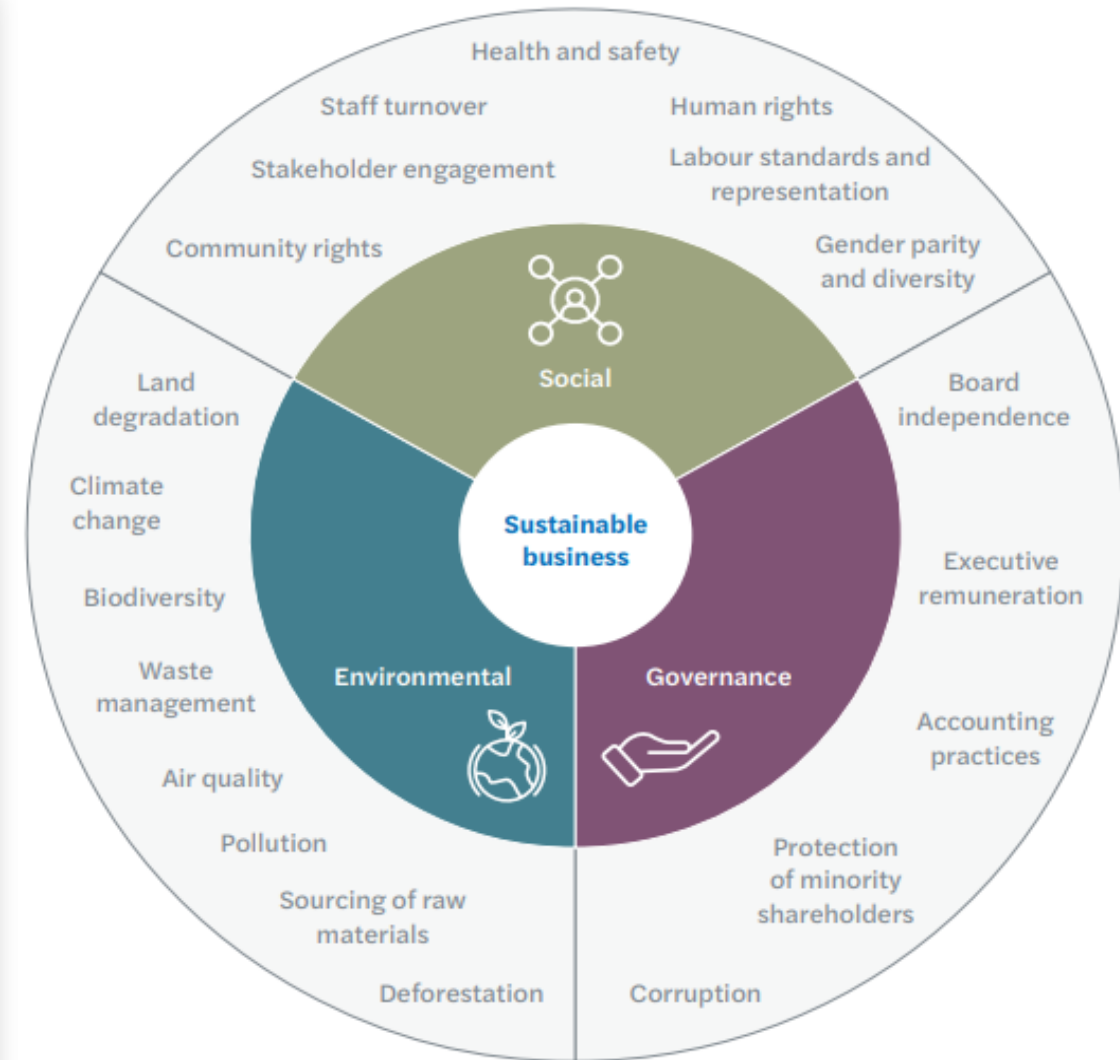 Health and safety
Staff turnover
Human rights
Stakeholder engagement
Labour standards and
representation
Community rights
Gender parity
and diversity
Social
Land
degradation
Board
independence
Climate
change
Sustainable
business
Executive
remuneration
Biodiversity
Waste
management
Environmental
Governance
Accounting
practices
Air quality
Pollution
Protection
of minority
shareholders
Sourcing of raw
materials
Deforestation
Corruption